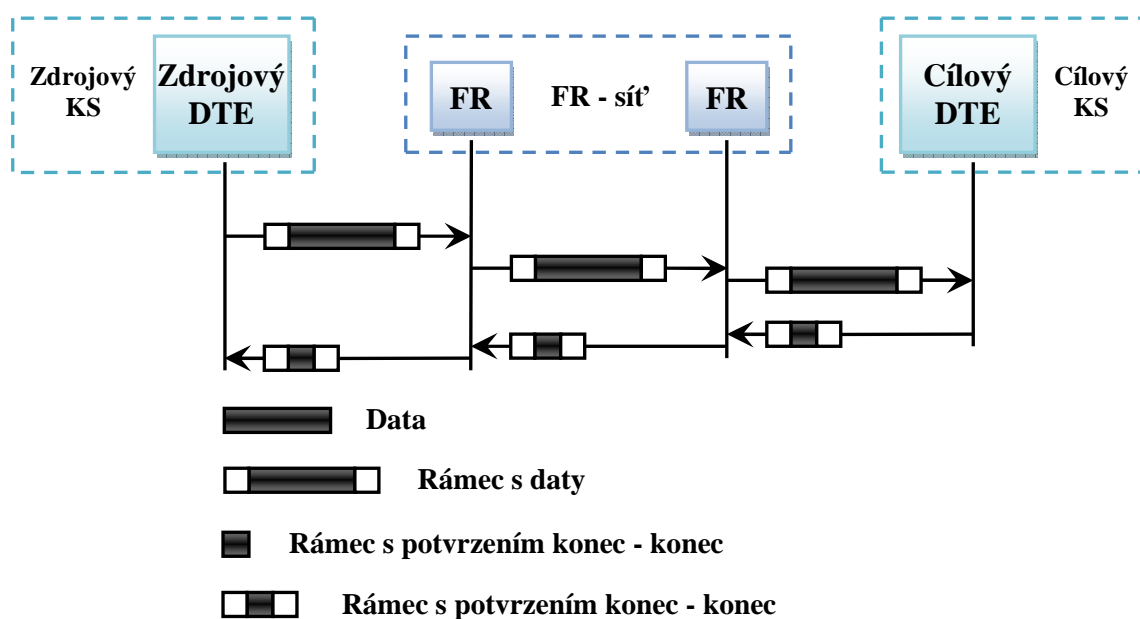 Zdrojový
KS
Zdrojový
DTE
FR
FR - síť
FR
Cílový
DTE
Cílový
KS
Data
Rámec s daty
Rámec s potvrzením konec - konec
Rámec s potvrzením konec - konec